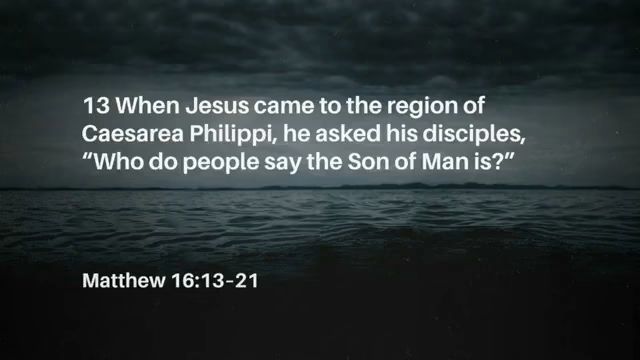 13 When Jesus came to the region of
Caesarea Philippi, he asked his disciples,
“Who do people say the Son of Man is?”
Matthew 16:13–21